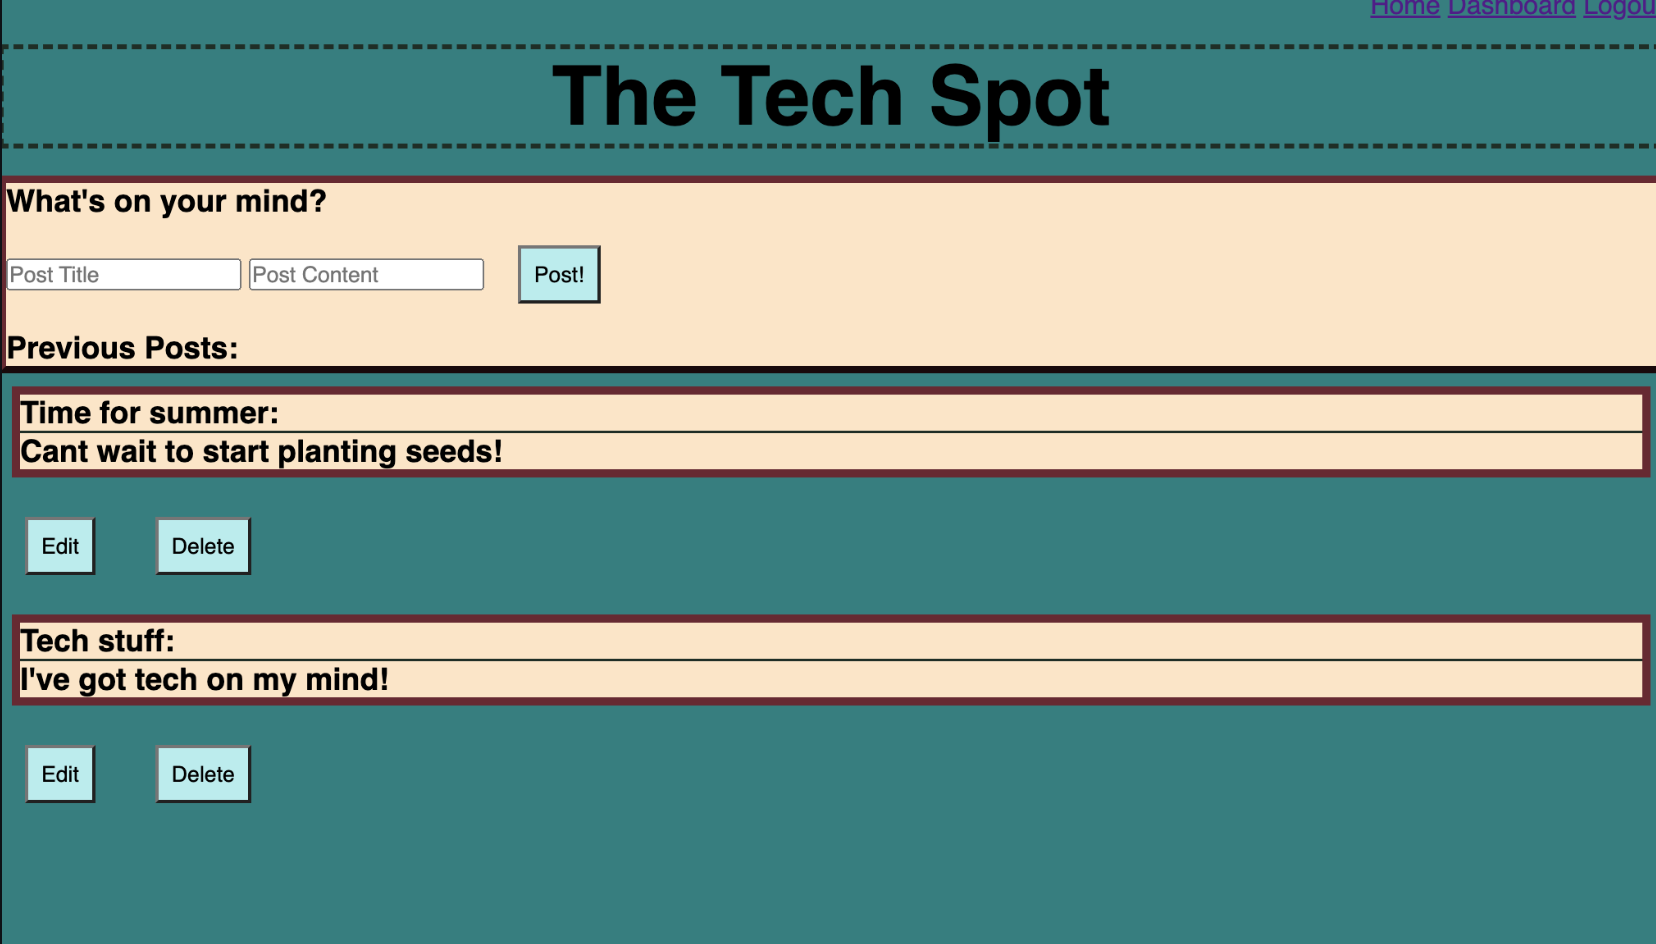 Home Dashboard Logou
The Tech Spot
What's on your mind?
Post Title Post Content Post!
Previous Posts:
Time for summer:
Cant wait to start planting seeds!
Edit Delete
Tech stuff:
I've got tech on my mind!
Edit Delete